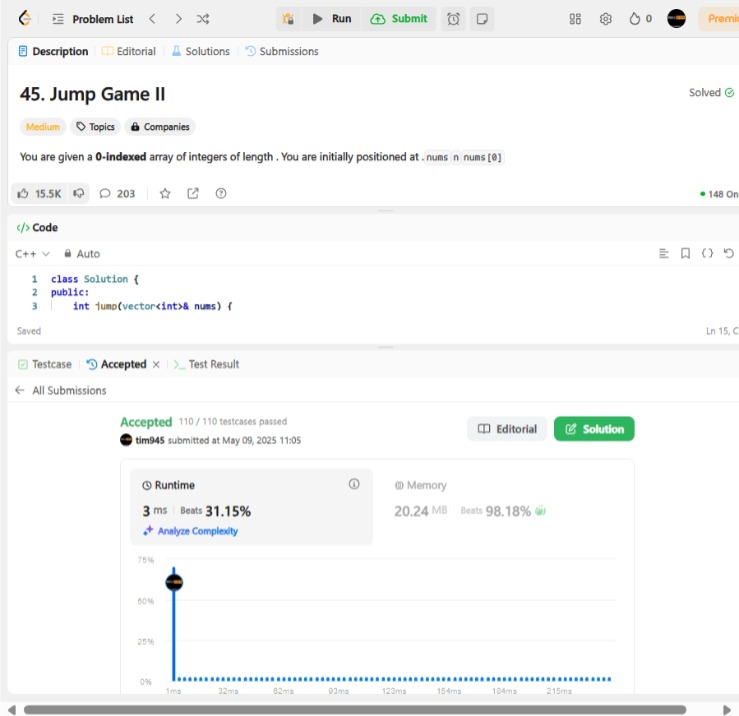 Problem List Run Submit 0 Premi
Description Editorial Solutions Submissions
45. Jump Game II Solved
Medium Topics Companies
You are given a 0-indexed array of integers of length . You are initially positioned at . nums n nums[0]
15.5K 203 148 On
</> Code
C++ Auto
1 class Solution {
2 public:
3 int jump(vector<int>& nums) {
Saved Ln 15, C
Testcase Accepted Test Result
All Submissions
Accepted 110 / 110 testcases passed
tim945 submitted at May 09, 2025 11:05
Editorial Solution
Runtime Memory
3 ms Beats 31.15% 20.24 MB Beats 98.18%
Analyze Complexity
75%
50%
25%
0%
1ms 32ms 62ms 93ms 123ms 154ms 184ms 215ms